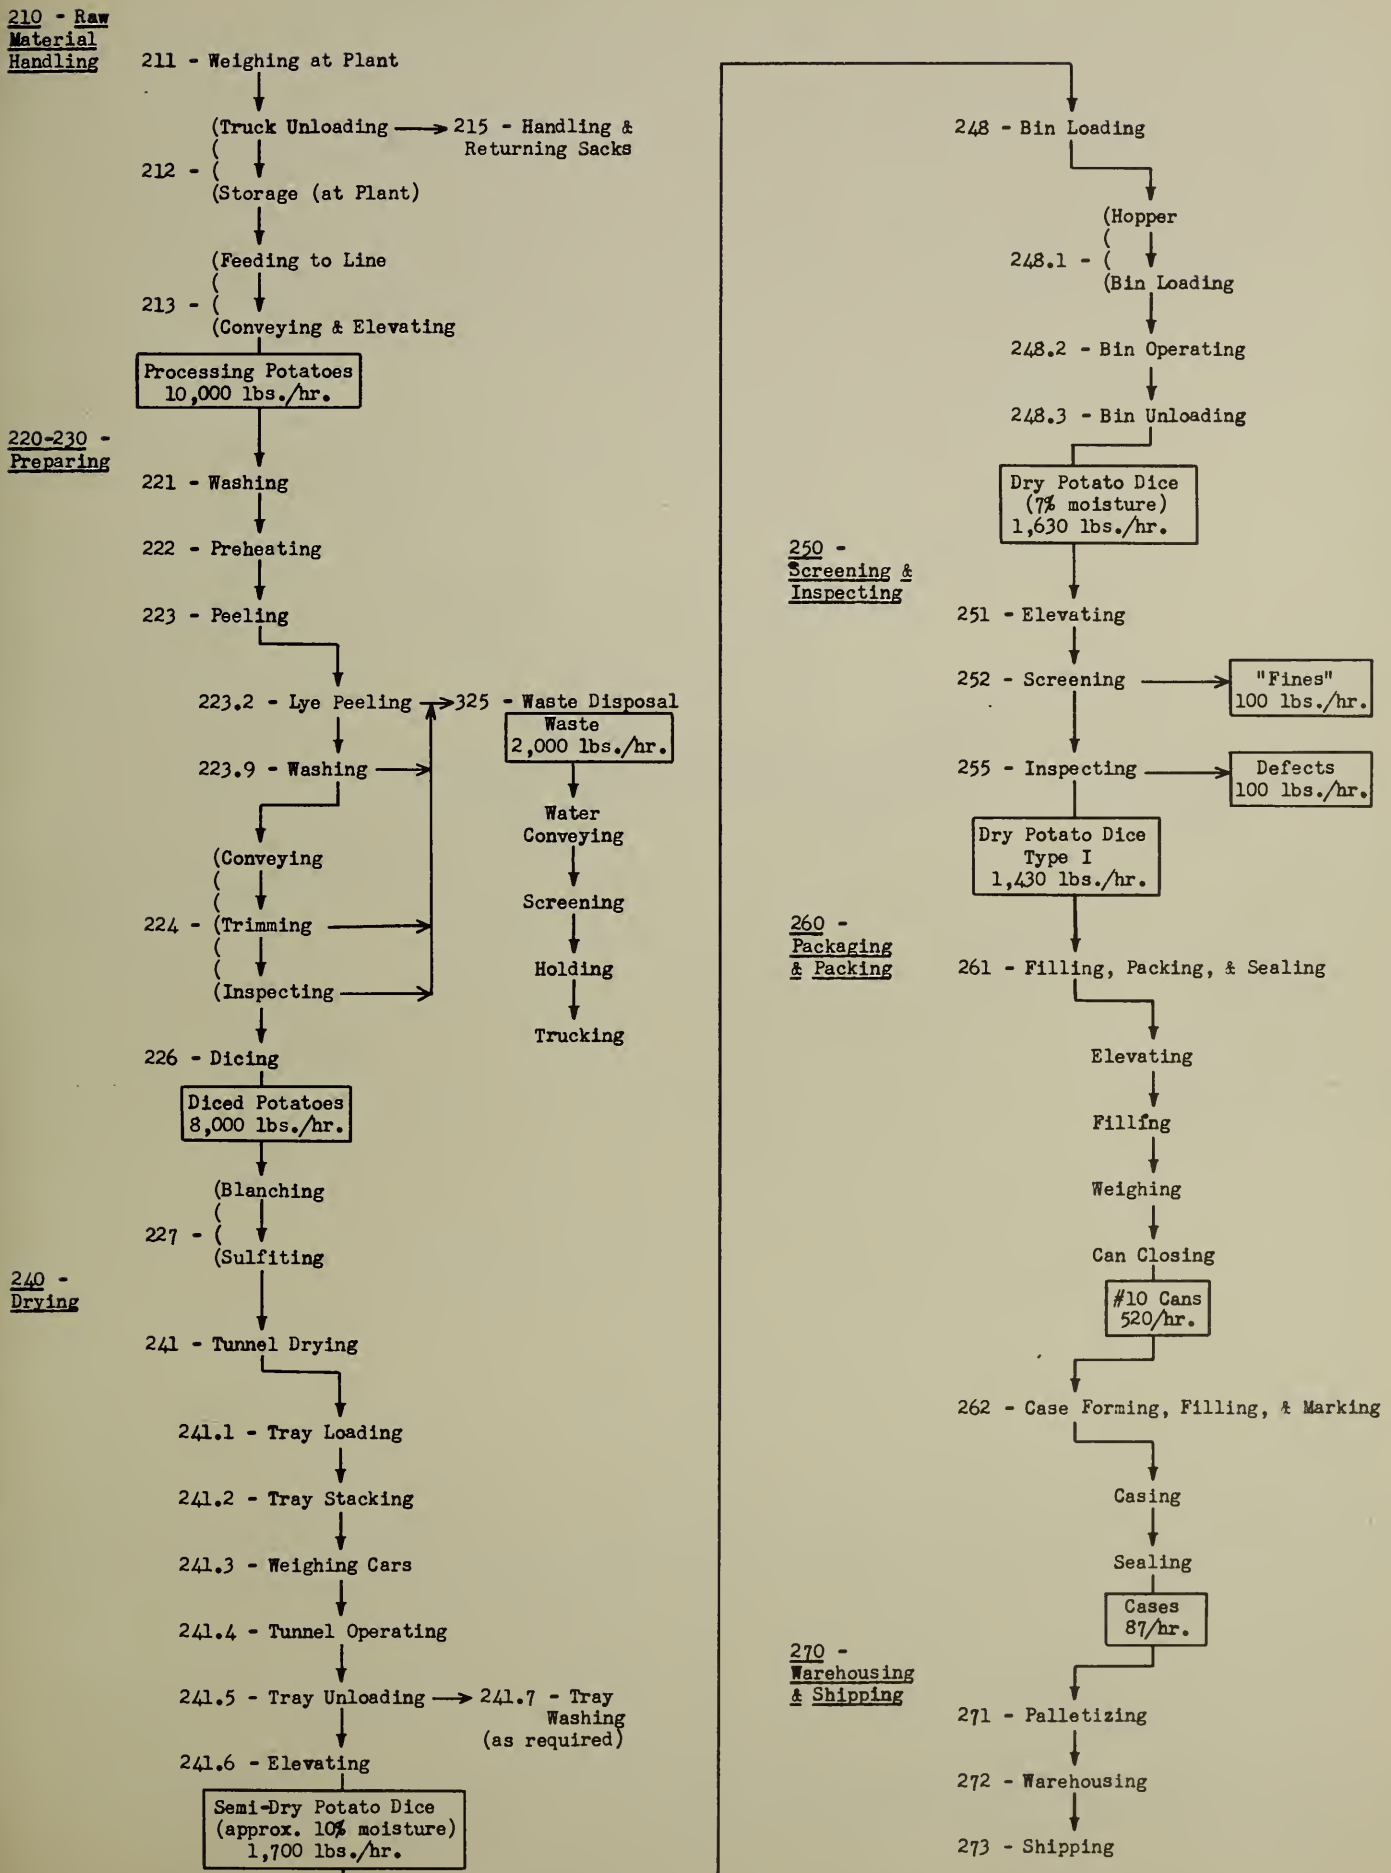 210 - Raw
Material
Handling
211 - Weighing at Plant
(Truck Unloading
215 - Handling &
Returning Sacks
(
212 - (
(Storage (at Plant)
(Feeding to Line
(
213 - (
(Conveying & Elevating
Processing Potatoes
10,000 lbs./hr.
220-230 -
Preparing
221 - Washing
222 - Preheating
223 - Peeling
223.2 - Lye Peeling
325 - Waste Disposal
Waste
2,000 lbs./hr.
223.9 - Washing
Water
Conveying
Screening
Holding
Trucking
(Conveying
(
(
224 - (Trimming
(
(
(Inspecting
226 - Dicing
Diced Potatoes
8,000 lbs./hr.
(Blanching
(
227 - (
(Sulfiting
240 -
Drying
241 - Tunnel Drying
241.1 - Tray Loading
241.2 - Tray Stacking
241.3 - Weighing Cars
241.4 - Tunnel Operating
241.5 - Tray Unloading
241.7 - Tray
Washing
(as required)
241.6 - Elevating
Semi-Dry Potato Dice
(approx. 10% moisture)
1,700 lbs./hr.
248 - Bin Loading
(Hopper
(
248.1 - (
(Bin Loading
248.2 - Bin Operating
248.3 - Bin Unloading
Dry Potato Dice
(7% moisture)
1,630 lbs./hr.
250 -
Screening &
Inspecting
251 - Elevating
252 - Screening
"Fines"
100 lbs./hr.
255 - Inspecting
Defects
100 lbs./hr.
Dry Potato Dice
Type I
1,430 lbs./hr.
260 -
Packaging
& Packing
261 - Filling, Packing, & Sealing
Elevating
Filling
Weighing
Can Closing
#10 Cans
520/hr.
262 - Case Forming, Filling, & Marking
Casing
Sealing
Cases
87/hr.
270 -
Warehousing
& Shipping
271 - Palletizing
272 - Warehousing
273 - Shipping